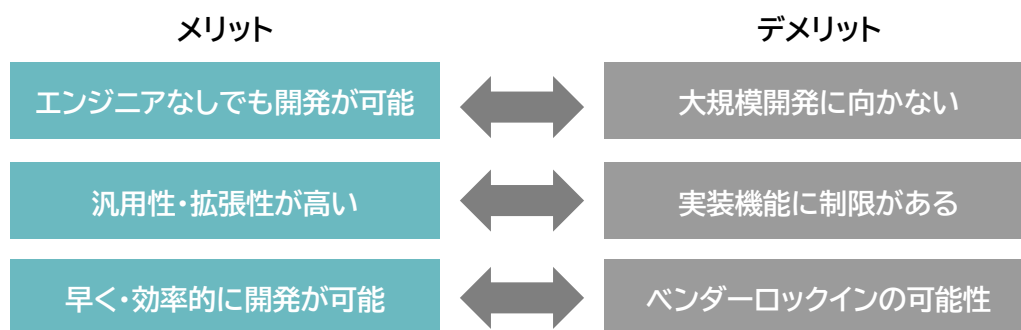 メリット
デメリット
エンジニアなしでも開発が可能
大規模開発に向かない
汎用性・拡張性が高い
実装機能に制限がある
早く・効率的に開発が可能
ベンダーロックインの可能性